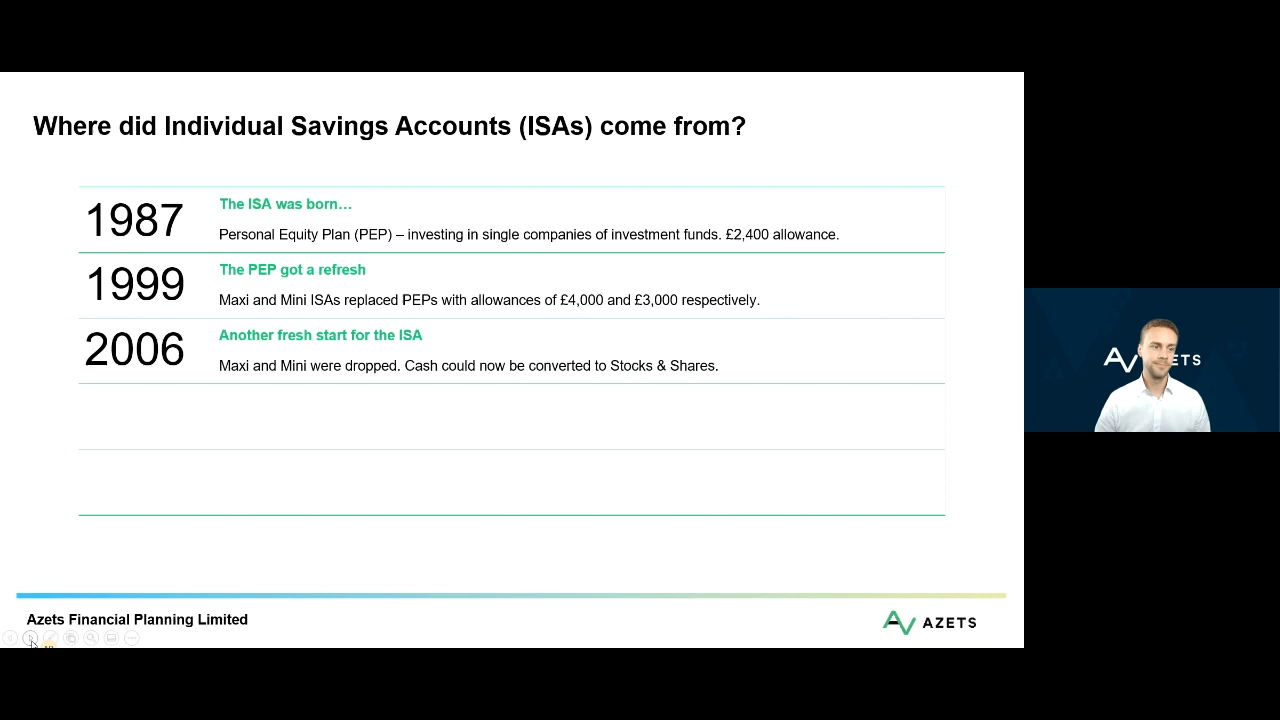 Where did Individual Savings Accounts (ISAs) come from?
1987
The ISA was born…
Personal Equity Plan (PEP) – investing in single companies of investment funds. £2,400 allowance.
1999
The PEP got a refresh
Maxi and Mini ISAs replaced PEPs with allowances of £4,000 and £3,000 respectively.
2006
Another fresh start for the ISA
Maxi and Mini were dropped. Cash could now be converted to Stocks & Shares.
Azets Financial Planning Limited
AZETS